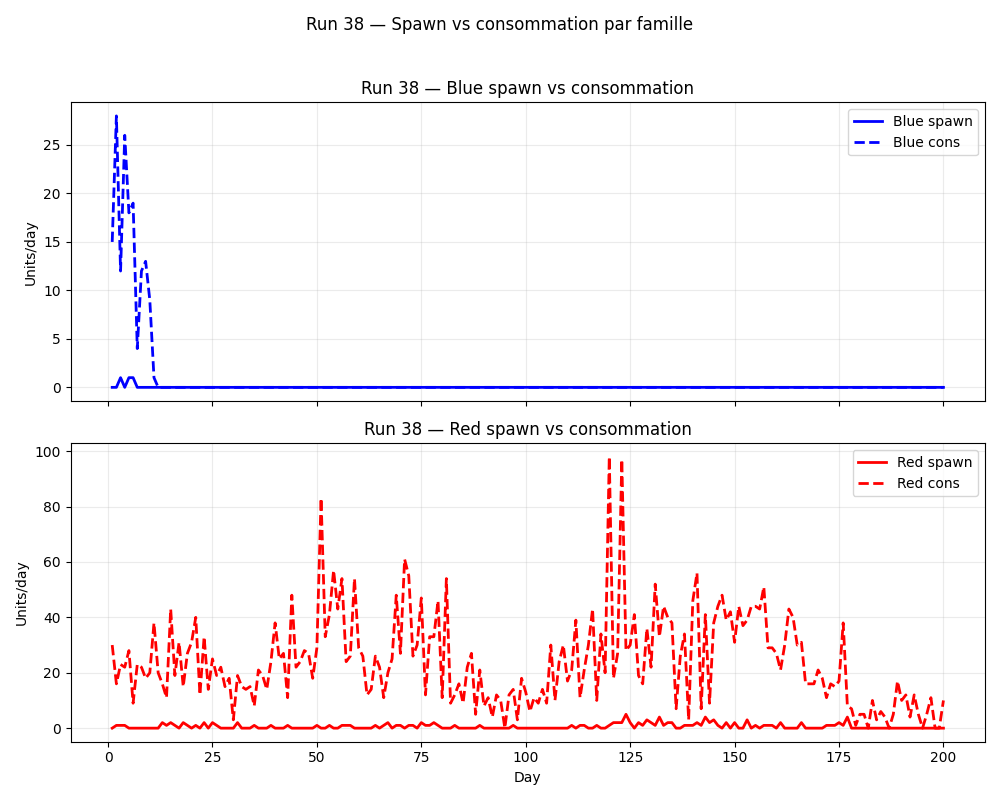 Run 38 — Spawn vs consommation par famille
Run 38 — Blue spawn vs consommation
Blue spawn
Blue cons
25
20
15
10
5
0
Units/day
Run 38 — Red spawn vs consommation
Red spawn
Red cons
100
80
60
40
20
0
Units/day
0 25 50 75 100 125 150 175 200
Day